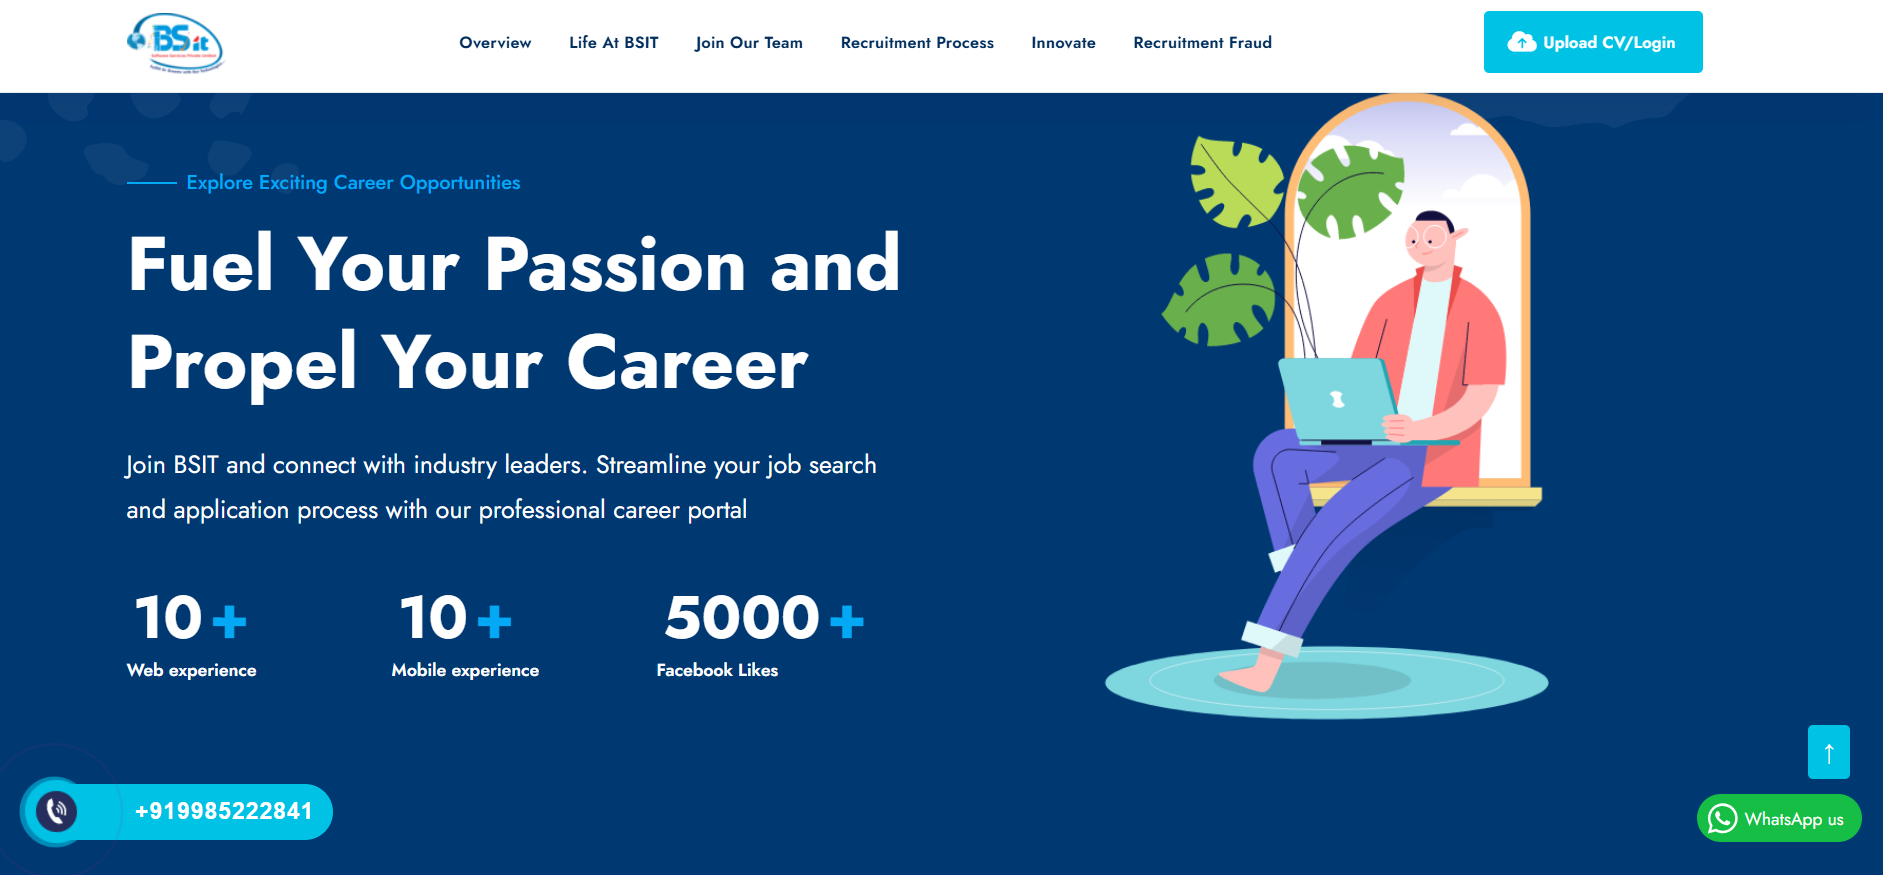 BSit
Overview
Life At BSIT
Join Our Team
Recruitment Process
Innovate
Recruitment Fraud
Upload CV/Login
Explore Exciting Career Opportunities
Fuel Your Passion and
Propel Your Career
Join BSIT and connect with industry leaders. Streamline your job search
and application process with our professional career portal
10+
Web experience
10+
Mobile experience
5000+
Facebook Likes
+919985222841
WhatsApp us